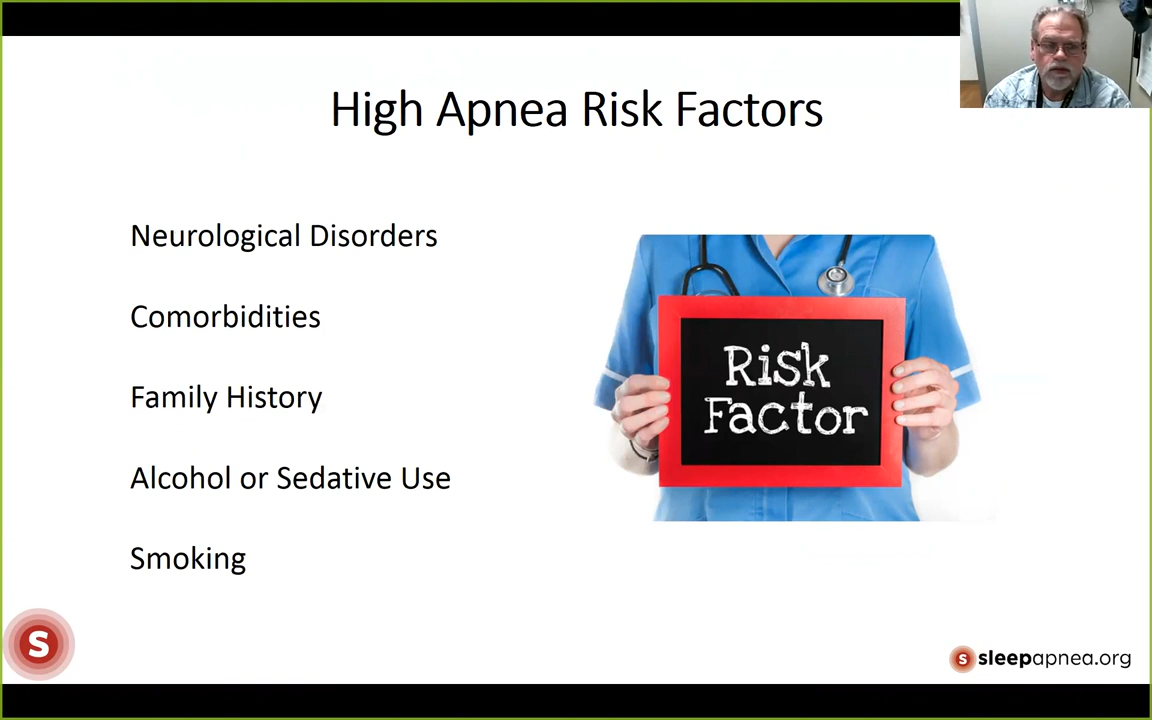 High Apnea Risk Factors
Neurological Disorders
Comorbidities
Family History
Alcohol or Sedative Use
Smoking
Risk
Factor
S
S sleepapnea.org